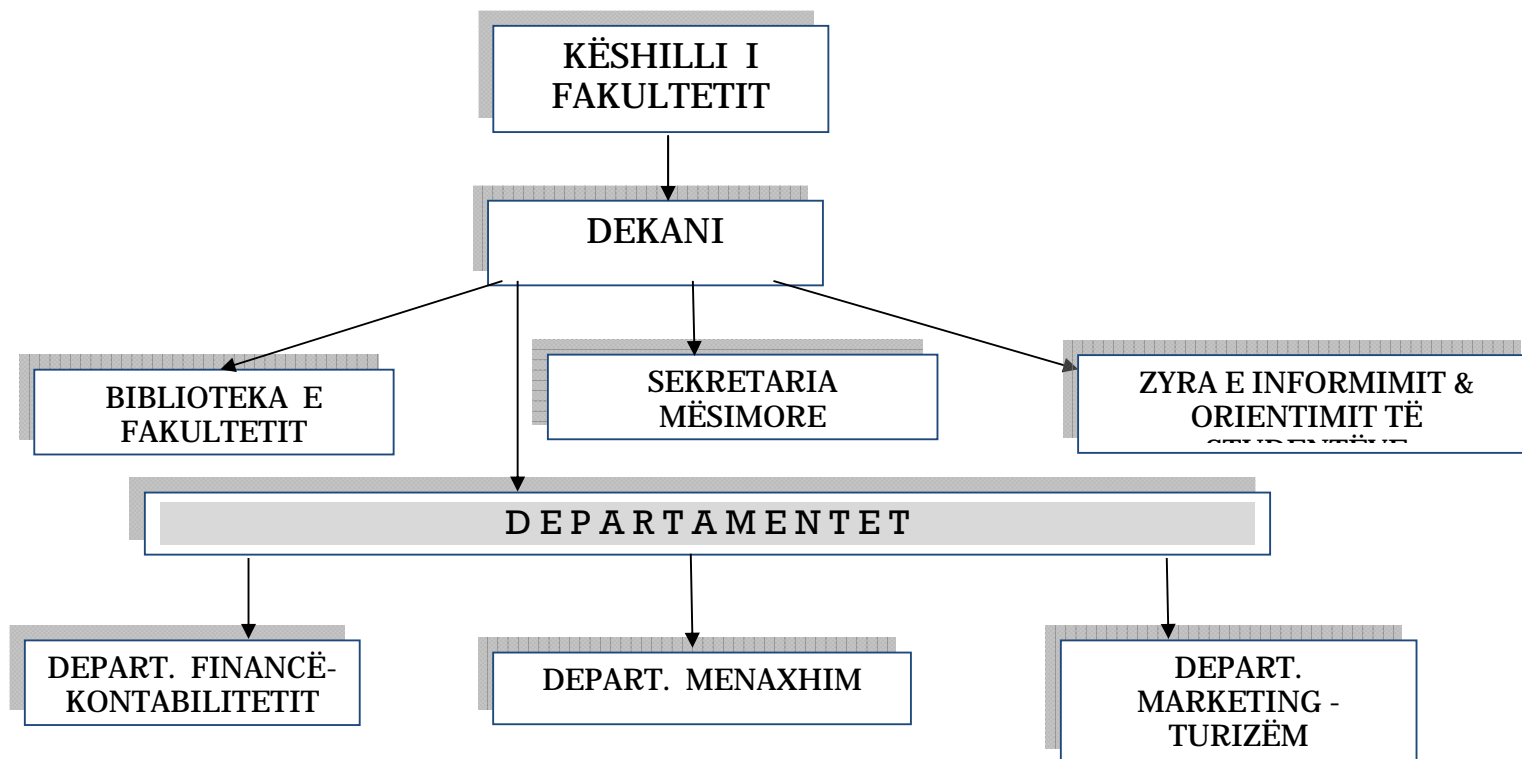 KËSHILLI I
FAKULTETIT
DEKANI
BIBLIOTEKA E
FAKULTETIT
SEKRETARIA
MËSIMORE
ZYRA E INFORMIMIT &
ORIENTIMIT TË
DEPARTAMENTET
DEPART. FINANCË-
KONTABILITETIT
DEPART. MENAXHIM
DEPART.
MARKETING -
TURIZËM